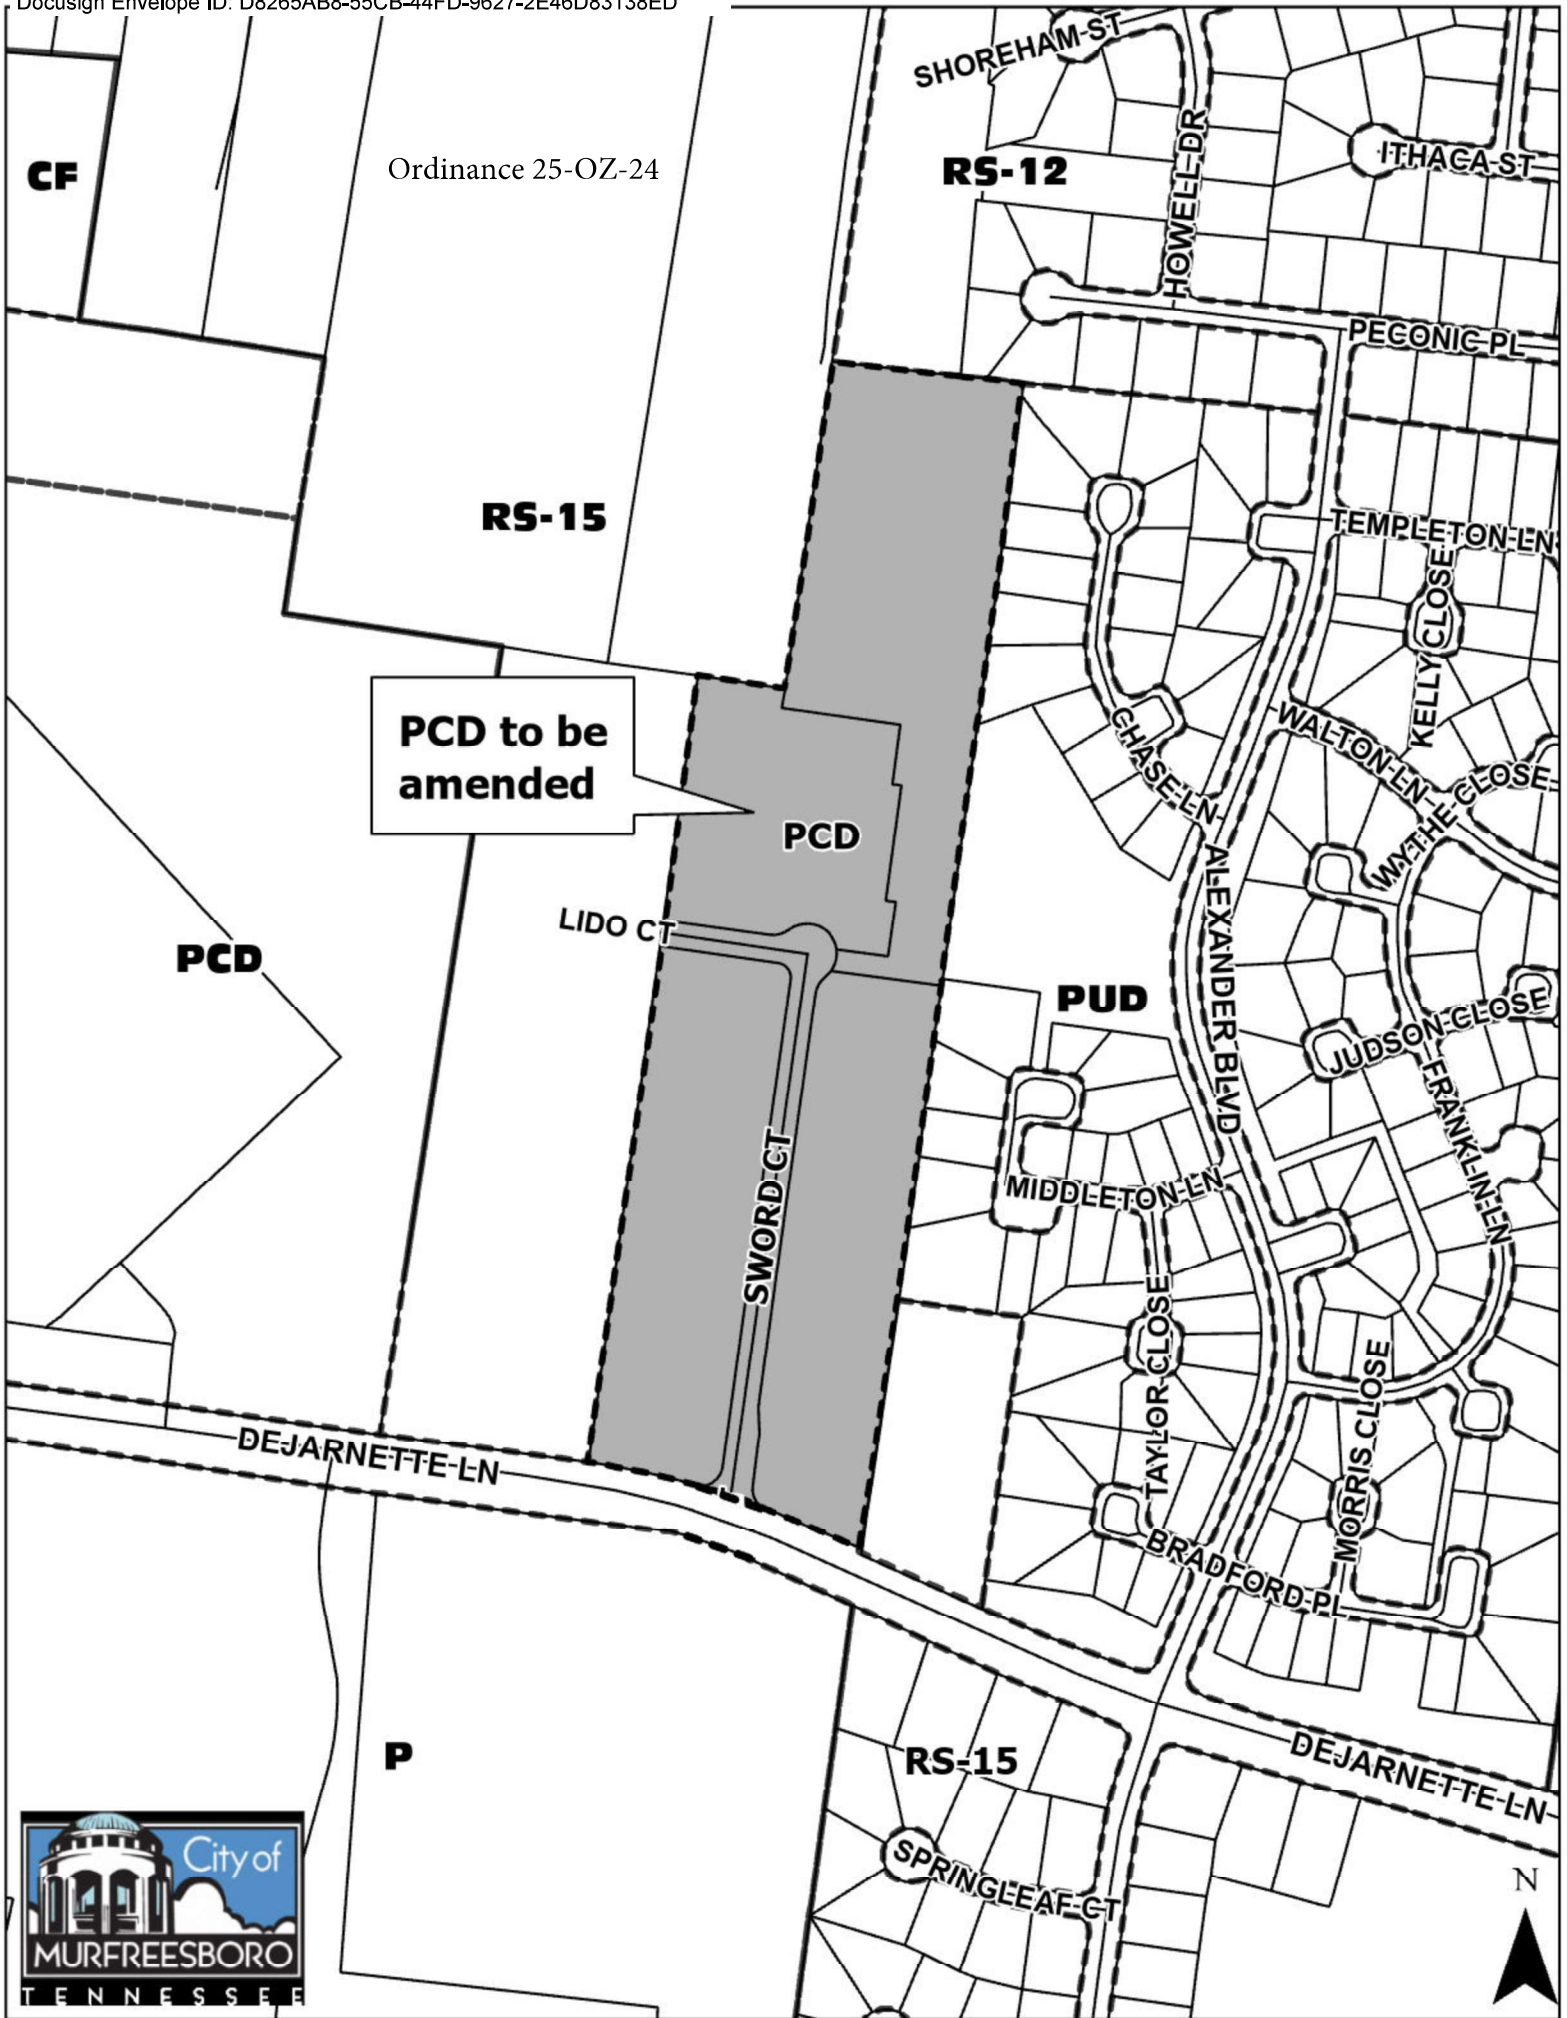 Docusign Envelope ID: D8265AB8-55CB-44FD-9627-2E46D83138ED
SHOREHAM ST
HOWELL DR
ITHACA ST
CF
Ordinance 25-OZ-24
RS-12
PECONIC PL
RS-15
TEMPLETON LN
KELLY CLOSE
PCD to be
amended
CHASE LN
WALTON LN
WYTHE CLOSE
PCD
ALEXANDER BLVD
LIDO CT
PCD
PUD
JUDSON CLOSE
FRANKLIN LN
SWORD CT
MIDDLETON LN
TAYLOR CLOSE
MORRIS CLOSE
DEJARNETTE LN
BRADFORD PL
P
RS-15
DEJARNETTE LN
SPRINGLEAF CT
City of
MURFREESBORO
TENNESSEE
N